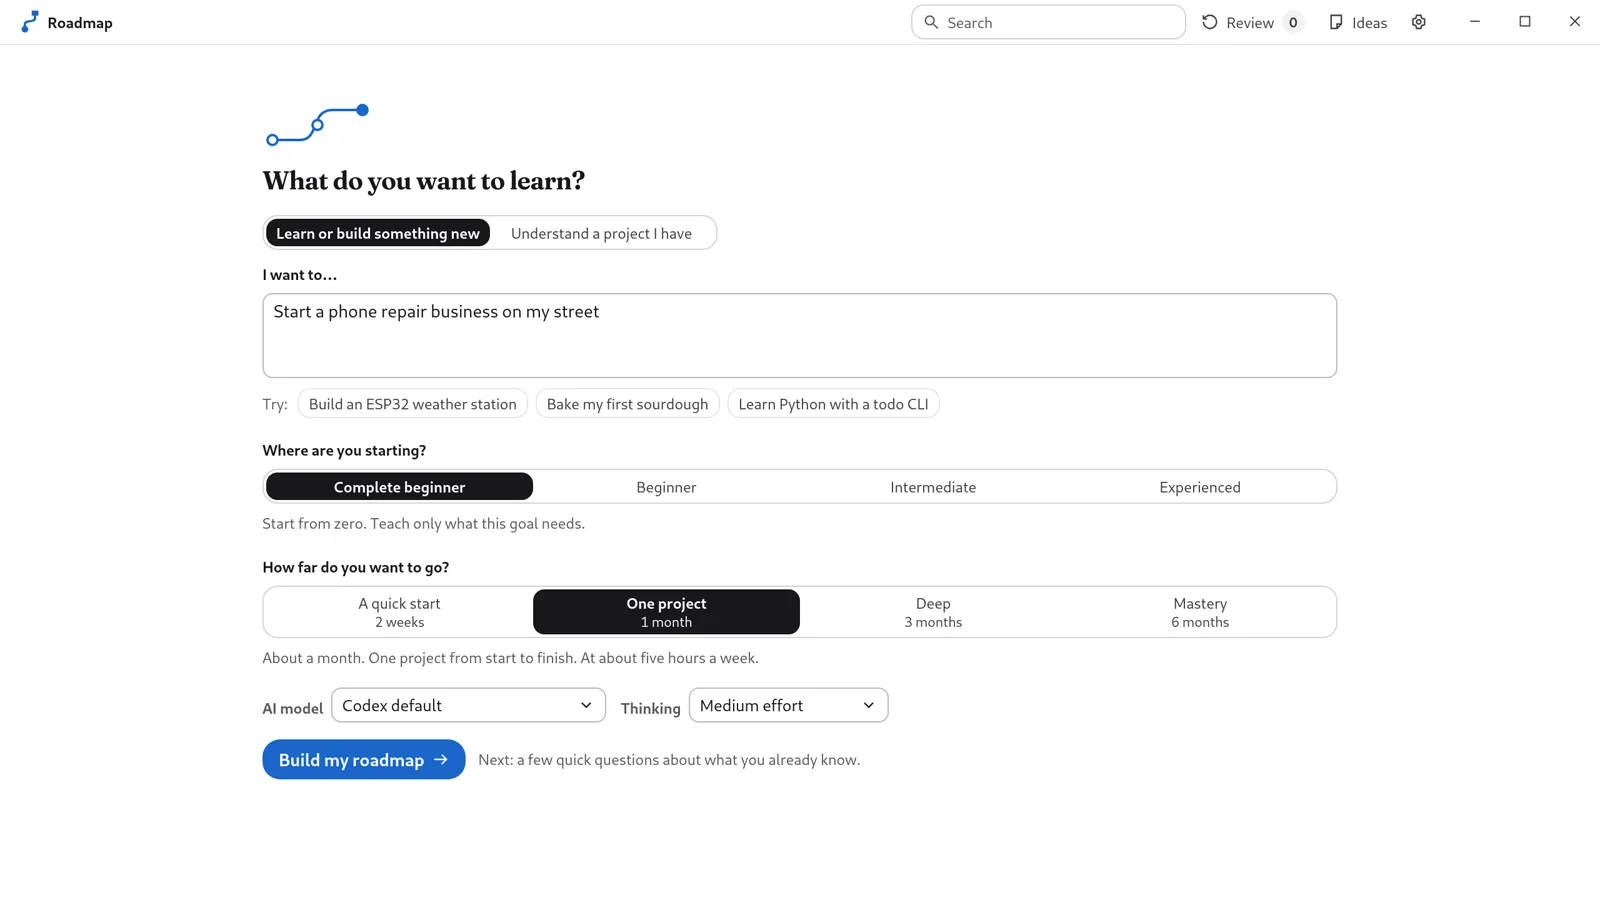 Roadmap
Search
Review 0
Ideas
What do you want to learn?
Learn or build something new
Understand a project I have
I want to...
Start a phone repair business on my street
Try:
Build an ESP32 weather station
Bake my first sourdough
Learn Python with a todo CLI
Where are you starting?
Complete beginner
Beginner
Intermediate
Experienced
Start from zero. Teach only what this goal needs.
How far do you want to go?
A quick start
2 weeks
One project
1 month
Deep
3 months
Mastery
6 months
About a month. One project from start to finish. At about five hours a week.
AI model
Codex default
Thinking
Medium effort
Build my roadmap →
Next: a few quick questions about what you already know.